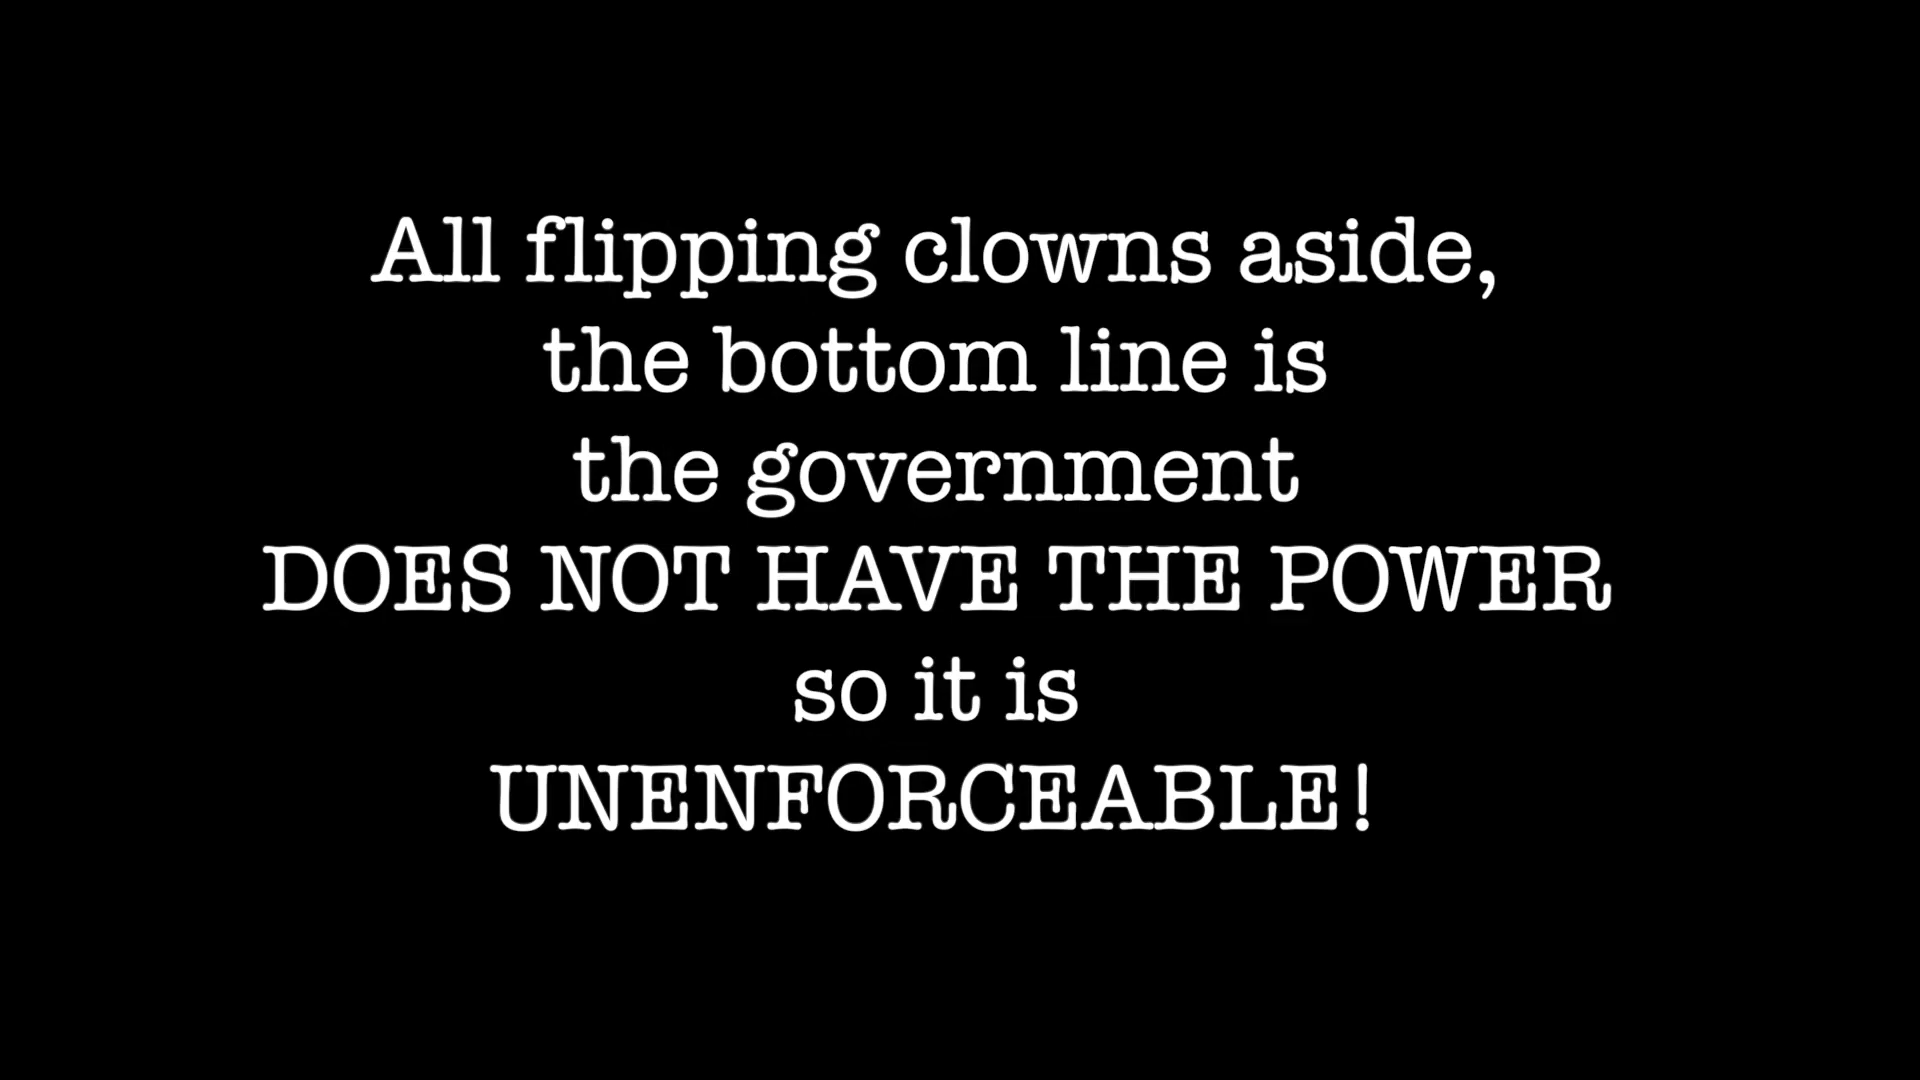 All flipping clowns aside,
the bottom line is
the government
DOES NOT HAVE THE POWER
so it is
UNENFORCEABLE!